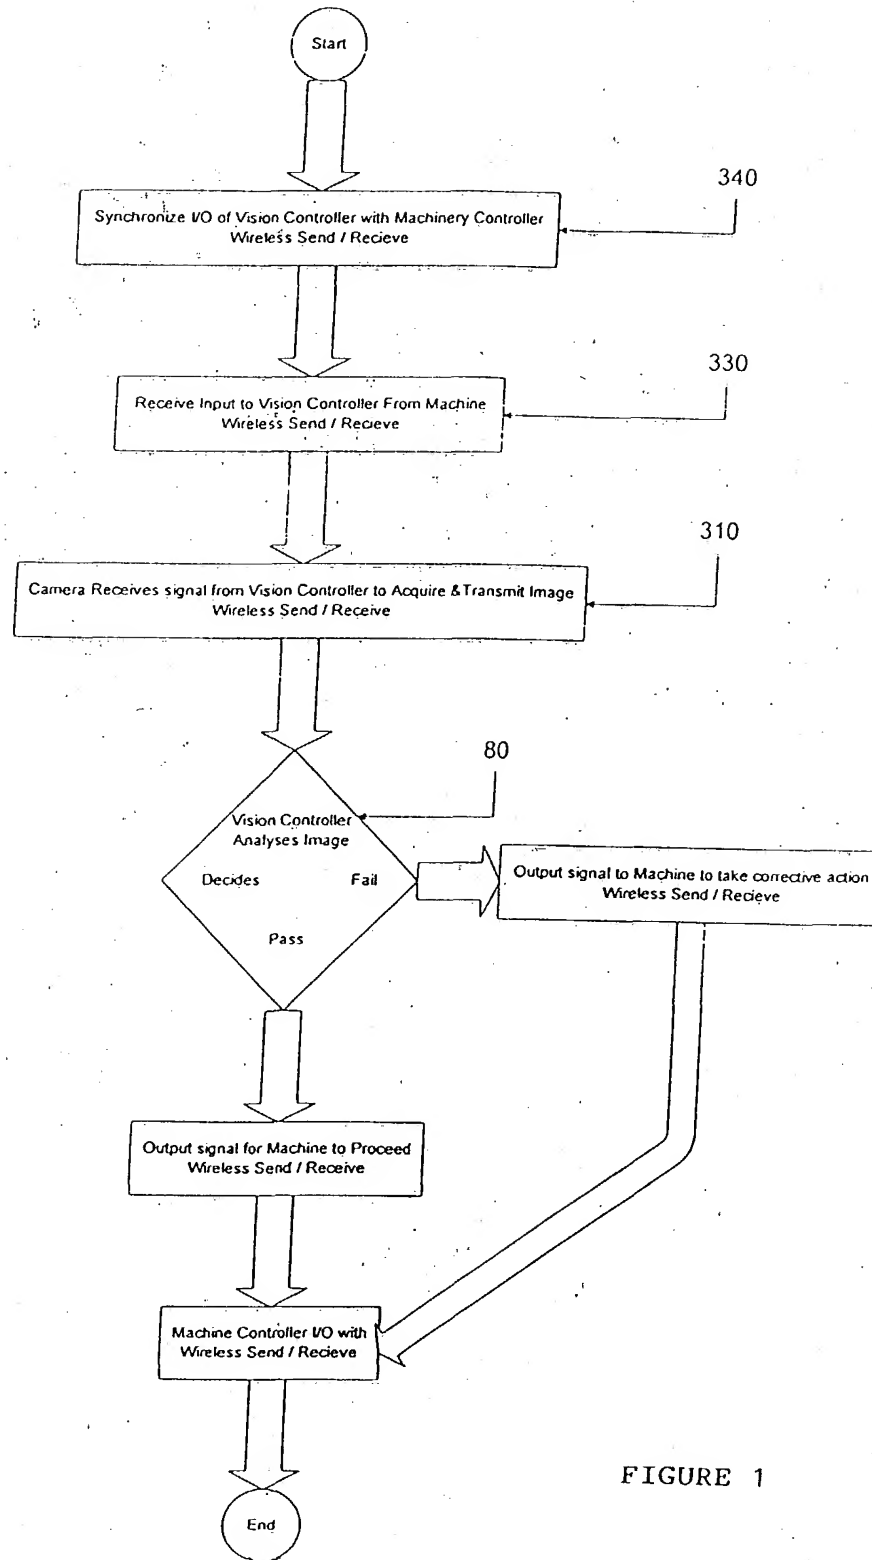 Start
340
Synchronize I/O of Vision Controller with Machinery Controller
Wireless Send / Recieve
330
Receive Input to Vision Controller From Machine
Wireless Send / Recieve
310
Camera Receives signal from Vision Controller to Acquire & Transmit Image
Wireless Send / Receive
80
Vision Controller
Analyses Image
Decides Fail
Pass
Output signal to Machine to take corrective action
Wireless Send / Recieve
Output signal for Machine to Proceed
Wireless Send / Receive
Machine Controller I/O with
Wireless Send / Recieve
End
FIGURE 1